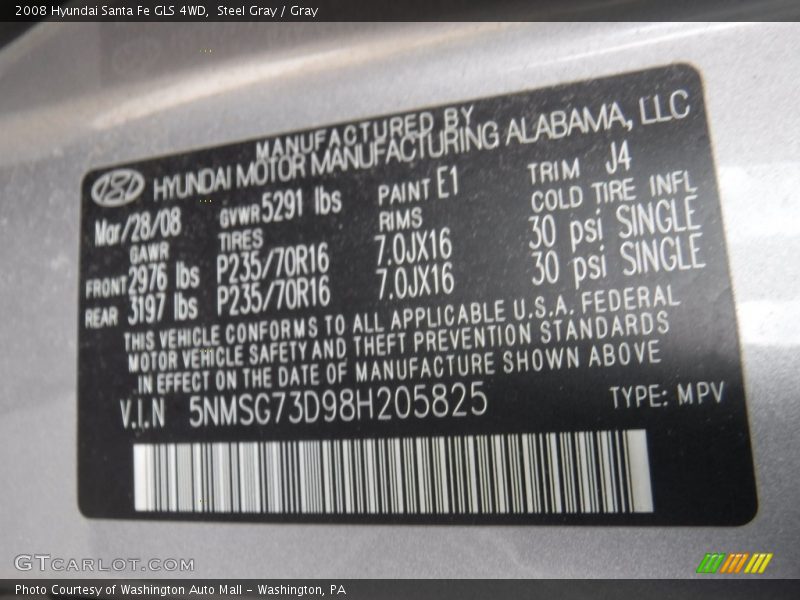 2008 Hyundai Santa Fe GLS 4WD,  Steel Gray / Gray
MANUFACTURED BY
HYUNDAI MOTOR MANUFACTURING ALABAMA, LLC
Mar/28/08 GVWR 5291 lbs PAINT E1 TRIM J4
GAWR TIRES RIMS COLD TIRE INFL
FRONT 2976 lbs P235/70R16 7.0JX16 30 psi SINGLE
REAR 3197 lbs P235/70R16 7.0JX16 30 psi SINGLE
THIS VEHICLE CONFORMS TO ALL APPLICABLE U.S.A. FEDERAL
MOTOR VEHICLE SAFETY AND THEFT PREVENTION STANDARDS
IN EFFECT ON THE DATE OF MANUFACTURE SHOWN ABOVE
V.I.N 5NMSG73D98H205825 TYPE: MPV
GTCARLOT.COM
Photo Courtesy of Washington Auto Mall - Washington, PA